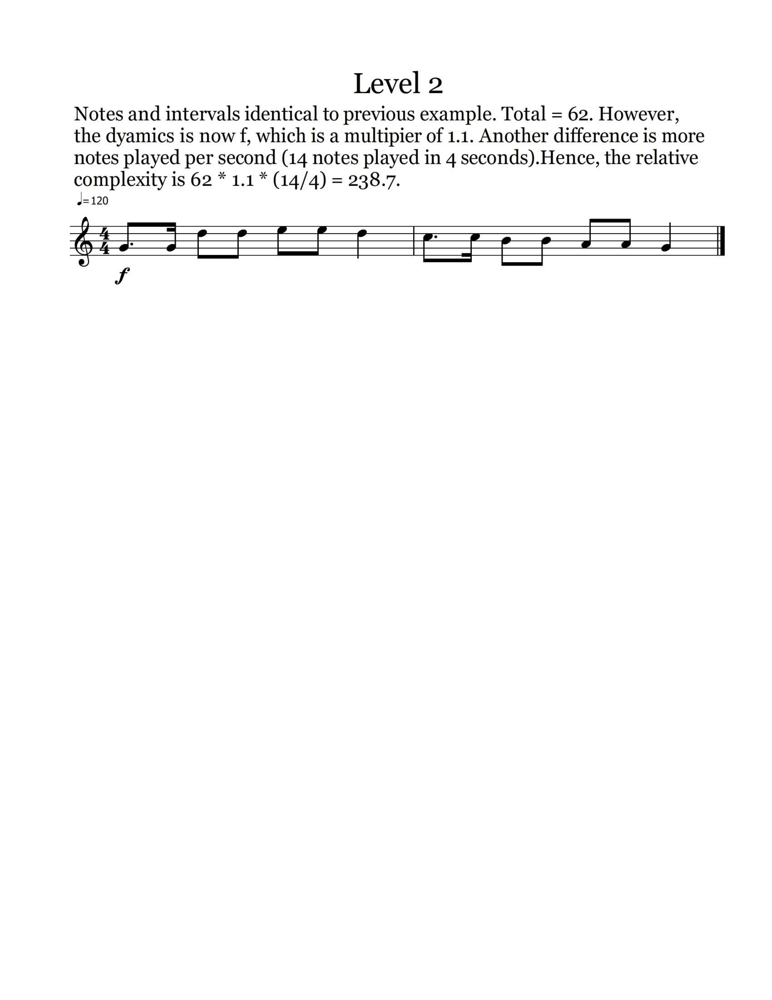 Level 2
Notes and intervals identical to previous example. Total = 62. However,
the dyamics is now f, which is a multipier of 1.1. Another difference is more
notes played per second (14 notes played in 4 seconds).Hence, the relative
complexity is 62 * 1.1 * (14/4) = 238.7.
♩=120
4
4
f